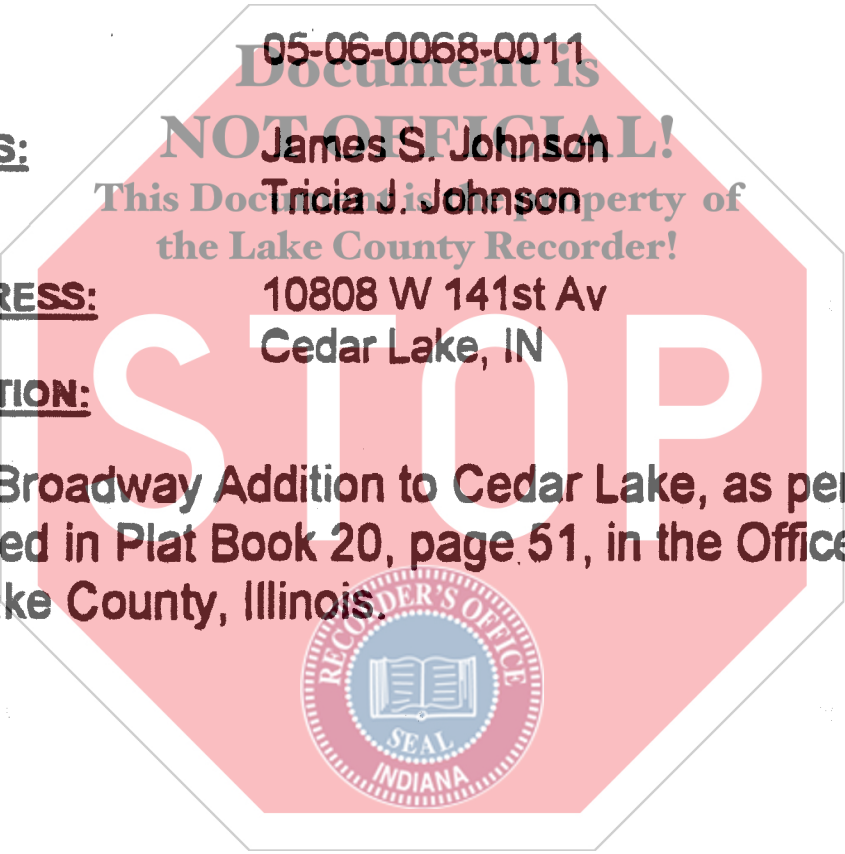 05-06-0068-0011
Document is
NOT OFFICIAL!
S: James S. Johnson
This Document is the property of
Tricia J. Johnson
the Lake County Recorder!
RESS: 10808 W 141st Av
Cedar Lake, IN
STOP
TION:
Broadway Addition to Cedar Lake, as per
ed in Plat Book 20, page 51, in the Office
ke County, Illinois.
RECORDER'S OFFICE
SEAL
INDIANA